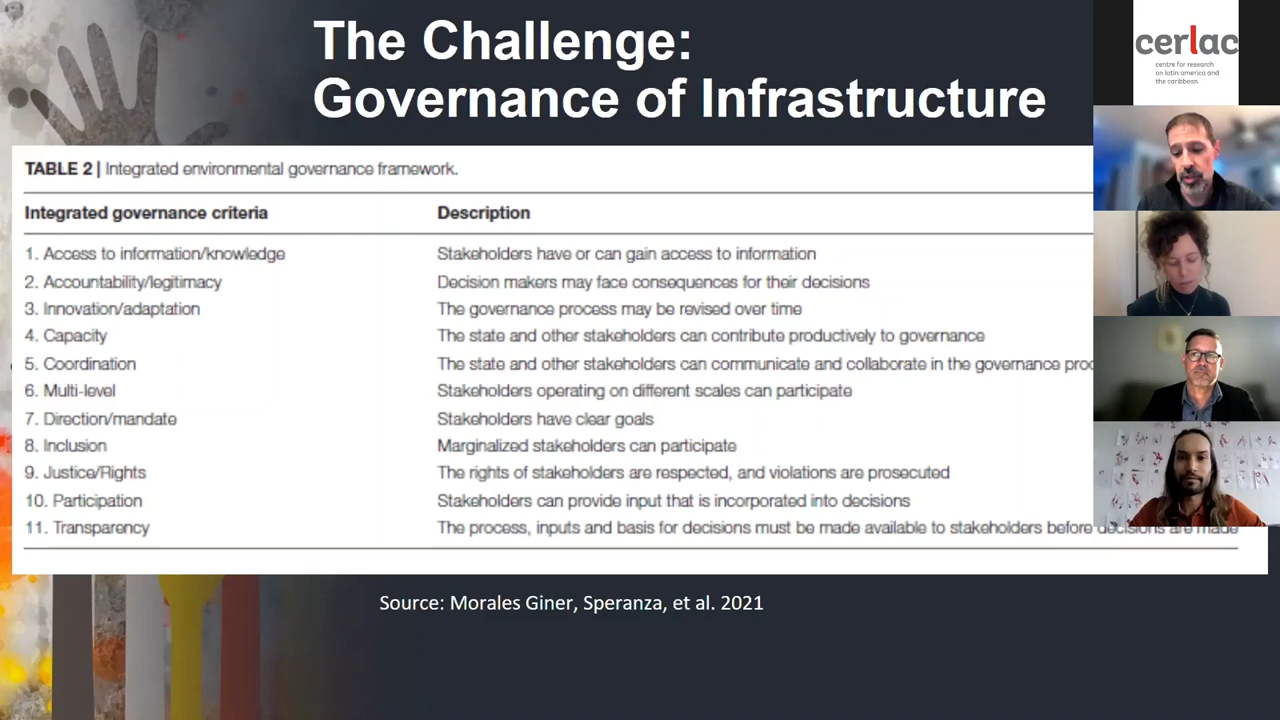 The Challenge:
Governance of Infrastructure
cerlac
centre for research
on latin america and
the caribbean
TABLE 2 | Integrated environmental governance framework.
Integrated governance criteria Description
1. Access to information/knowledge Stakeholders have or can gain access to information
2. Accountability/legitimacy Decision makers may face consequences for their decisions
3. Innovation/adaptation The governance process may be revised over time
4. Capacity The state and other stakeholders can contribute productively to governance
5. Coordination The state and other stakeholders can communicate and collaborate in the governance
6. Multi-level Stakeholders operating on different scales can participate
7. Direction/mandate Stakeholders have clear goals
8. Inclusion Marginalized stakeholders can participate
9. Justice/Rights The rights of stakeholders are respected, and violations are prosecuted
10. Participation Stakeholders can provide input that is incorporated into decisions
11. Transparency The process, inputs and basis for decisions must be made available to stakeholders before decisions are made
Source: Morales Giner, Speranza, et al. 2021